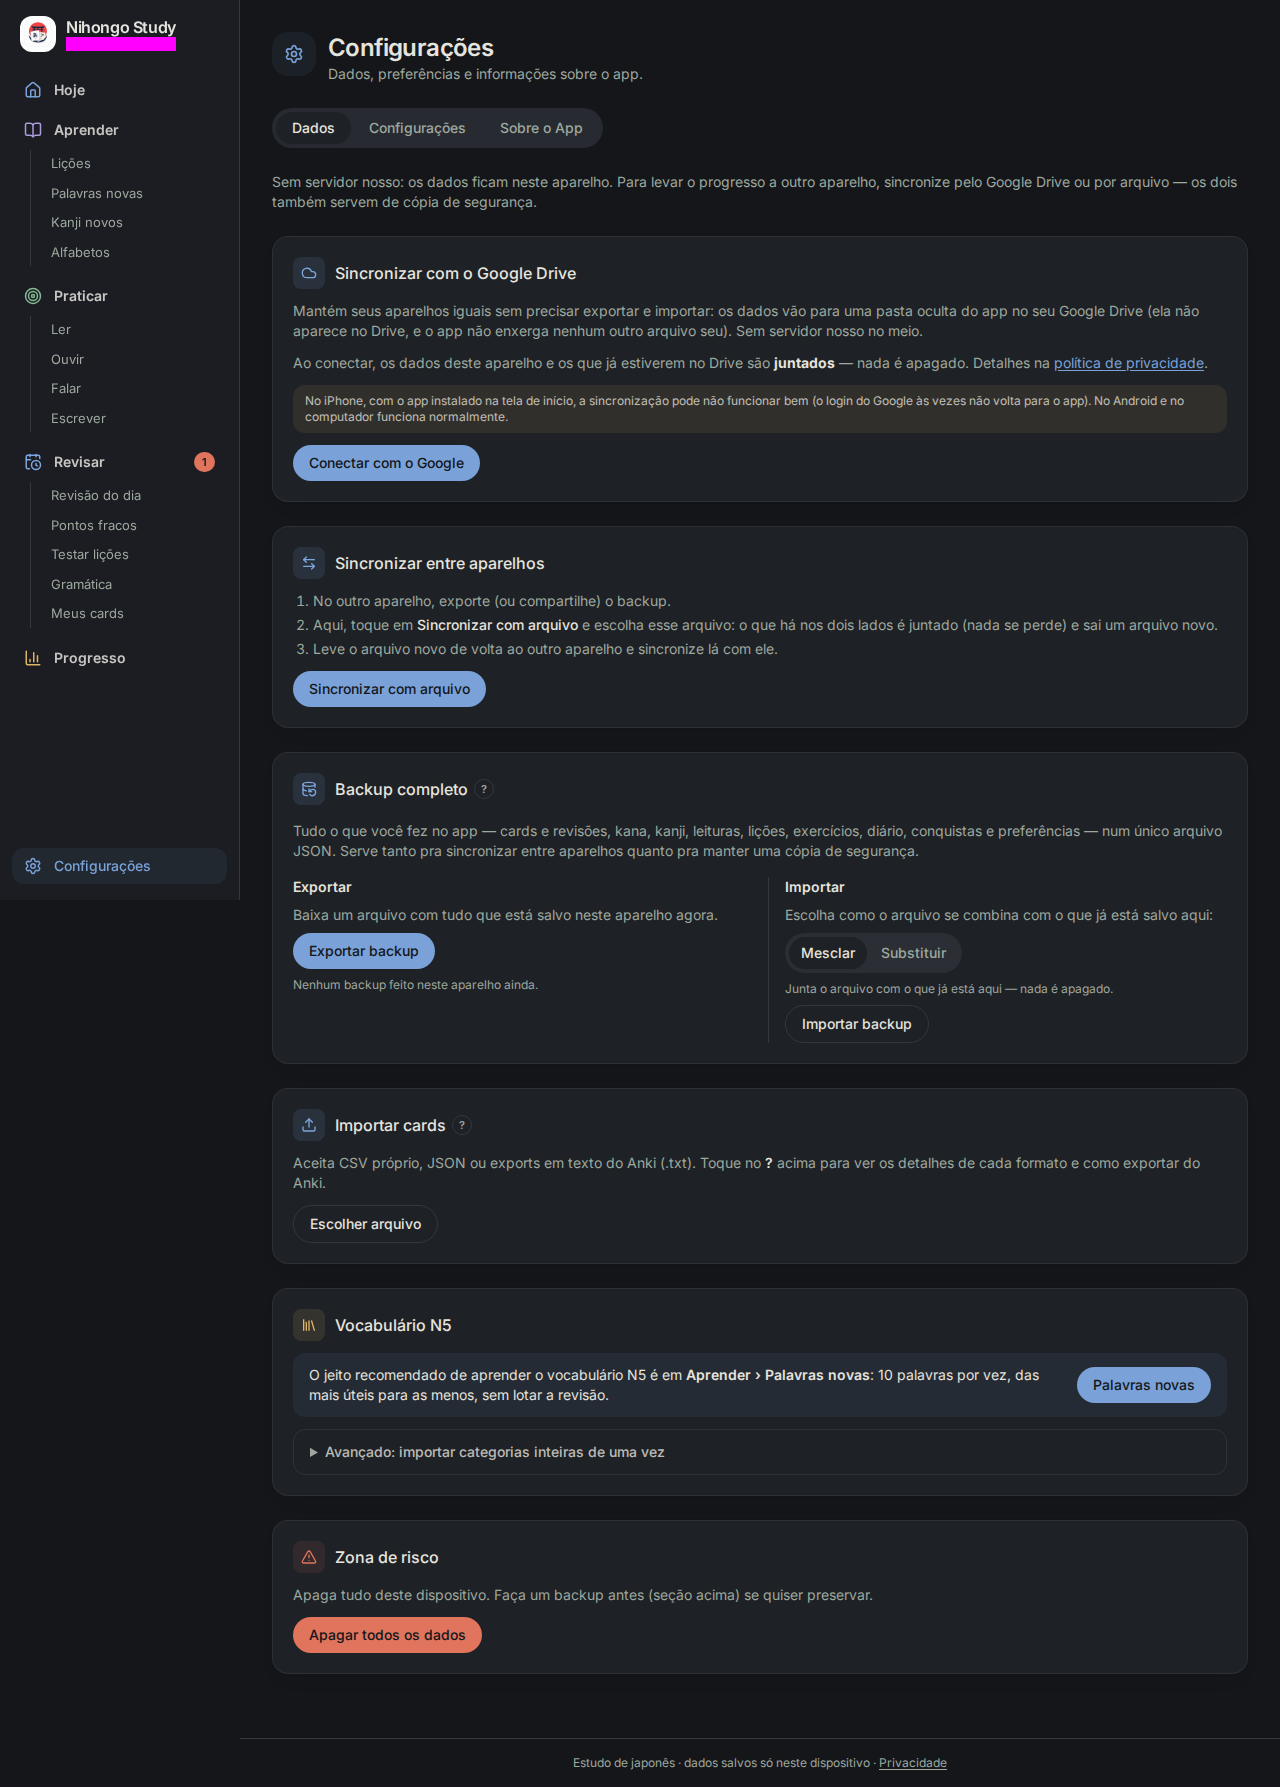 Nihongo Study
Hoje
Aprender
Lições
Palavras novas
Kanji novos
Alfabetos
Praticar
Ler
Ouvir
Falar
Escrever
Revisar 1
Revisão do dia
Pontos fracos
Testar lições
Gramática
Meus cards
Progresso
Configurações
Configurações
Dados, preferências e informações sobre o app.
Dados Configurações Sobre o App
Sem servidor nosso: os dados ficam neste aparelho. Para levar o progresso a outro aparelho, sincronize pelo Google Drive ou por arquivo — os dois
também servem de cópia de segurança.
Sincronizar com o Google Drive
Mantém seus aparelhos iguais sem precisar exportar e importar: os dados vão para uma pasta oculta do app no seu Google Drive (ela não
aparece no Drive, e o app não enxerga nenhum outro arquivo seu). Sem servidor nosso no meio.
Ao conectar, os dados deste aparelho e os que já estiverem no Drive são juntados — nada é apagado. Detalhes na política de privacidade.
No iPhone, com o app instalado na tela de início, a sincronização pode não funcionar bem (o login do Google às vezes não volta para o app). No Android e no
computador funciona normalmente.
Conectar com o Google
Sincronizar entre aparelhos
1. No outro aparelho, exporte (ou compartilhe) o backup.
2. Aqui, toque em Sincronizar com arquivo e escolha esse arquivo: o que há nos dois lados é juntado (nada se perde) e sai um arquivo novo.
3. Leve o arquivo novo de volta ao outro aparelho e sincronize lá com ele.
Sincronizar com arquivo
Backup completo ?
Tudo o que você fez no app — cards e revisões, kana, kanji, leituras, lições, exercícios, diário, conquistas e preferências — num único arquivo
JSON. Serve tanto pra sincronizar entre aparelhos quanto pra manter uma cópia de segurança.
Exportar
Baixa um arquivo com tudo que está salvo neste aparelho agora.
Exportar backup
Nenhum backup feito neste aparelho ainda.
Importar
Escolha como o arquivo se combina com o que já está salvo aqui:
Mesclar Substituir
Junta o arquivo com o que já está aqui — nada é apagado.
Importar backup
Importar cards ?
Aceita CSV próprio, JSON ou exports em texto do Anki (.txt). Toque no ? acima para ver os detalhes de cada formato e como exportar do
Anki.
Escolher arquivo
Vocabulário N5
O jeito recomendado de aprender o vocabulário N5 é em Aprender › Palavras novas: 10 palavras por vez, das
mais úteis para as menos, sem lotar a revisão.
Palavras novas
Avançado: importar categorias inteiras de uma vez
Zona de risco
Apaga tudo deste dispositivo. Faça um backup antes (seção acima) se quiser preservar.
Apagar todos os dados
Estudo de japonês · dados salvos só neste dispositivo · Privacidade